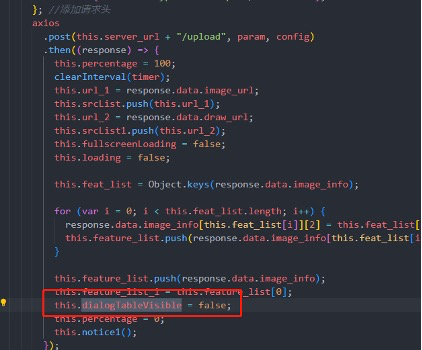 }; //添加请求头
axios
.post(this.server_url + "/upload", param, config)
.then((response) => {
this.percentage = 100;
clearInterval(timer);
this.url_1 = response.data.image_url;
this.srcList.push(this.url_1);
this.url_2 = response.data.draw_url;
this.srcList1.push(this.url_2);
this.fullscreenLoading = false;
this.loading = false;
this.feat_list = Object.keys(response.data.image_info);
for (var i = 0; i < this.feat_list.length; i++) {
response.data.image_info[this.feat_list[i]][2] = this.feat_list[
this.feature_list.push(response.data.image_info[this.feat_list[i
}
this.feature_list.push(response.data.image_info);
this.feature_list_1 = this.feature_list[0];
this.dialogTableVisible = false;
this.percentage = 0;
this.notice1();
});